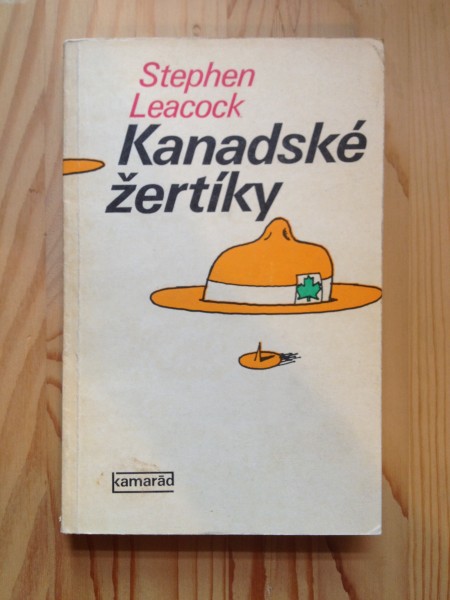 Stephen
Leacock
Kanadské
žertíky
kamarád